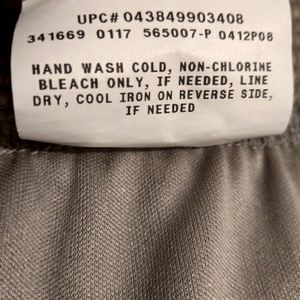 UPC# 043849903408
341669 0117 565007-P 0412P08
HAND WASH COLD, NON-CHLORINE
BLEACH ONLY, IF NEEDED, LINE
DRY, COOL IRON ON REVERSE SIDE,
IF NEEDED